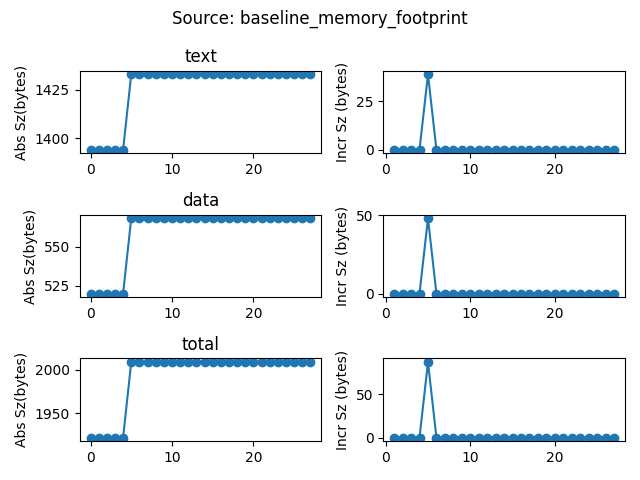 Source: baseline_memory_footprint
text
Abs Sz(bytes)
1425
1400
0 10 20
Incr Sz (bytes)
25
0
0 10 20
data
Abs Sz(bytes)
550
525
0 10 20
Incr Sz (bytes)
50
0
0 10 20
total
Abs Sz(bytes)
2000
1950
0 10 20
Incr Sz (bytes)
50
0
0 10 20